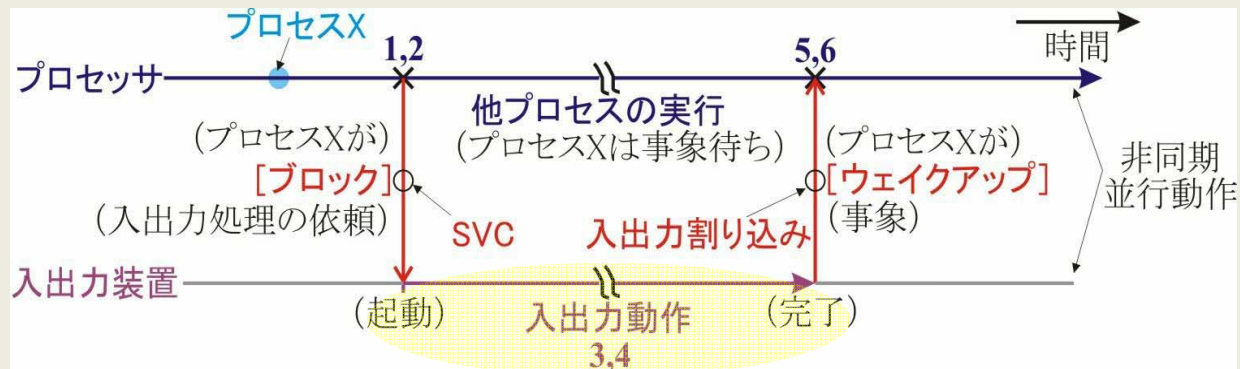 プロセスX
時間
1,2
5,6
プロセッサ
他プロセスの実行
(プロセスXが)
(プロセスXは事象待ち)
(プロセスXが)
[ブロック]
[ウェイクアップ]
(入出力処理の依頼)
SVC
入出力割り込み
(事象)
非同期
並行動作
入出力装置
(起動)
入出力動作
(完了)
3,4